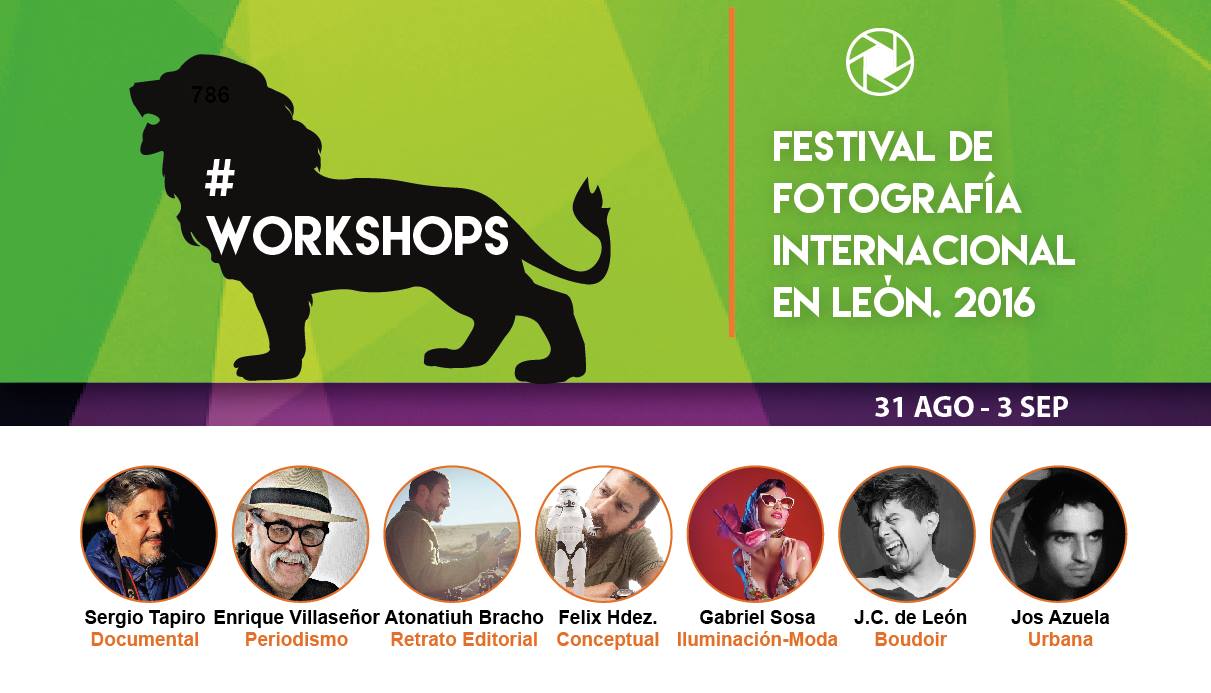 786
#
WORKSHOPS
FESTIVAL DE
FOTOGRAFÍA
INTERNACIONAL
EN LEÓN. 2016
31 AGO - 3 SEP
Sergio Tapiro
Documental
Enrique Villaseñor
Periodismo
Atonatiuh Bracho
Retrato Editorial
Felix Hdez.
Conceptual
Gabriel Sosa
Iluminación-Moda
J.C. de León
Boudoir
Jos Azuela
Urbana